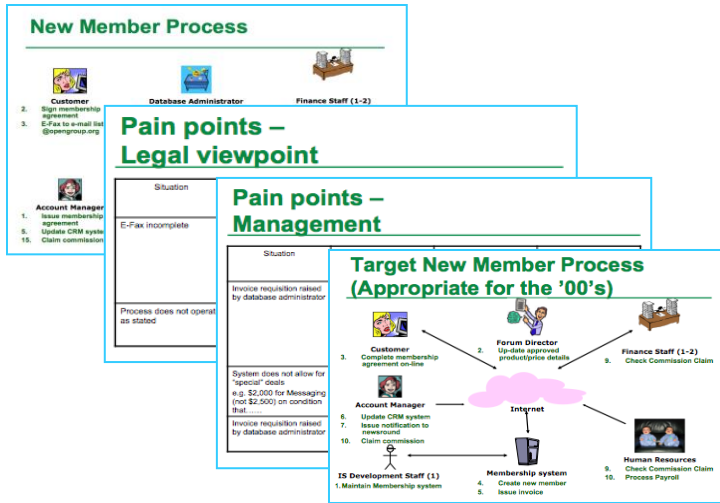 New Member Process
Customer
2. Sign membership
agreement
3. E-Fax to e-mail list
@opengroup.org
Database Administrator
Finance Staff (1-2)
Account Manager
1. Issue membership
agreement
5. Update CRM syste
15. Claim commission
Pain points –
Legal viewpoint
Situation
E-Fax incomplete
Process does not operat
as stated
Pain points –
Management
Situation
Invoice requisition raised
by database administrator
System does not allow for
"special" deals
e.g. $2,000 for Messaging
(not $2,500) on condition
that……
Invoice requisition raised
by database administrator
Target New Member Process
(Appropriate for the '00's)
Customer
3. Complete membership
agreement on-line
Forum Director
2. Up-date approved
product/price details
Finance Staff (1-2)
9. Check Commission Claim
Account Manager
6. Update CRM system
7. Issue notification to
newsround
10. Claim commission
Internet
IS Development Staff (1)
1. Maintain Membership system
Membership system
4. Create new member
5. Issue invoice
Human Resources
9. Check Commission Claim
10. Process Payroll